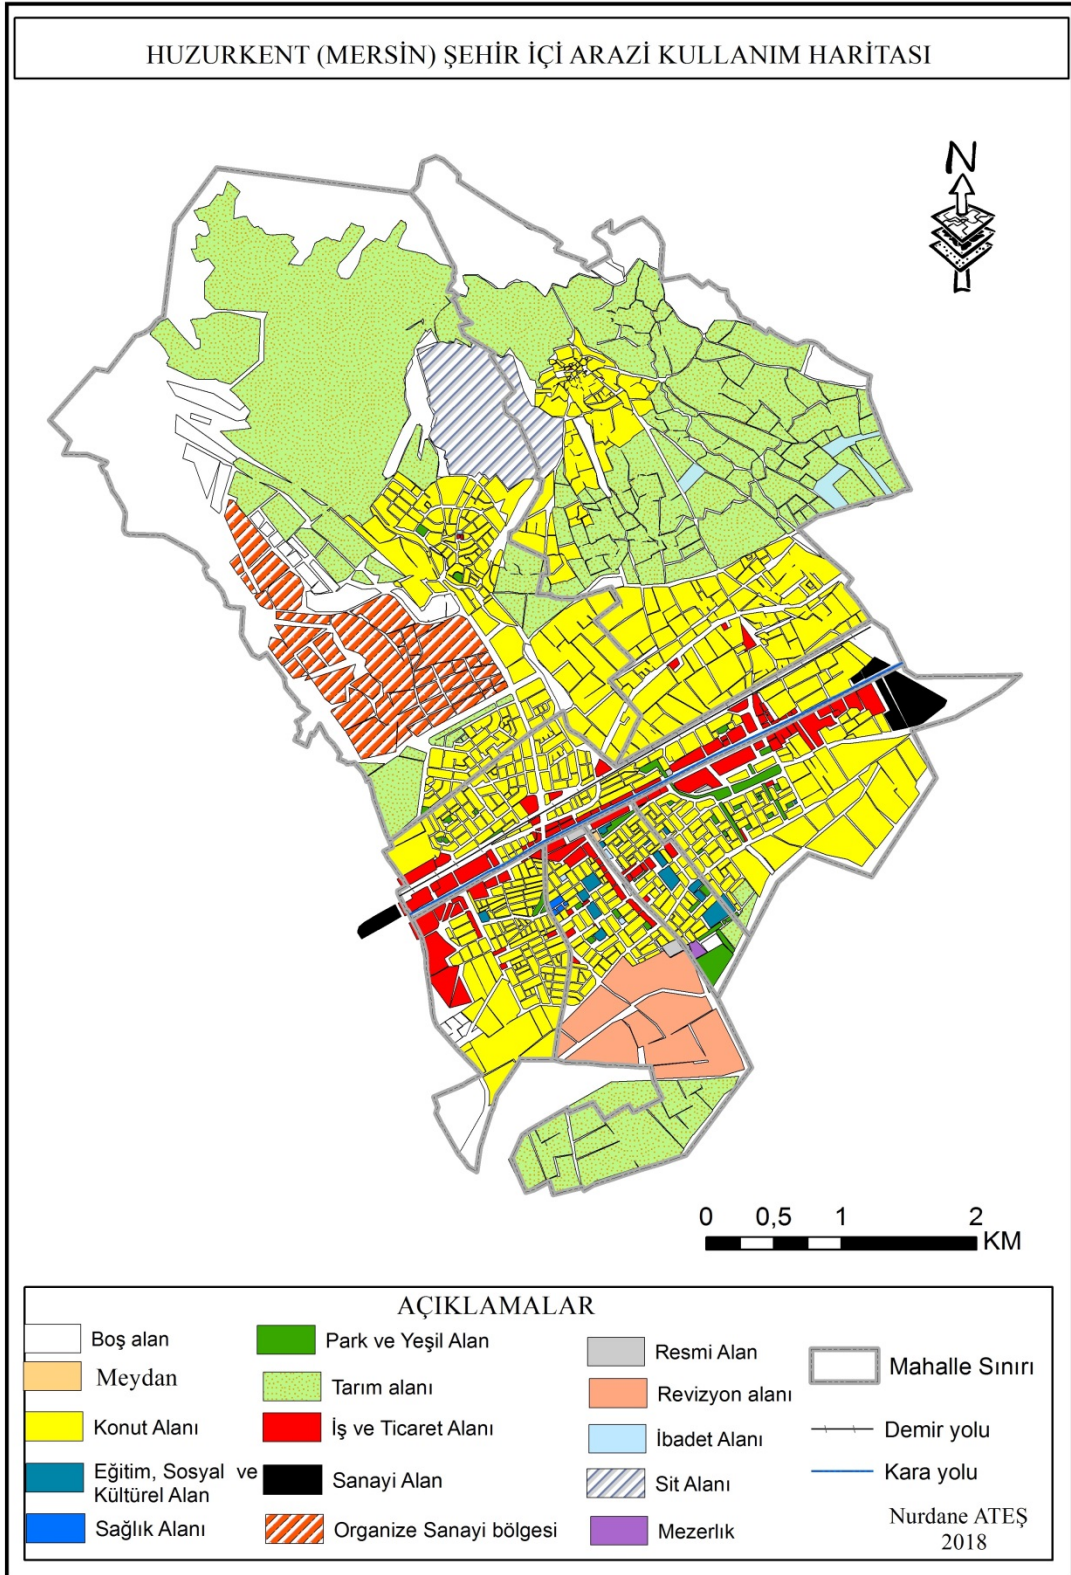 HUZURKENT (MERSİN) ŞEHİR İÇİ ARAZİ KULLANIM HARİTASI
N
0 0,5 1 2
KM
AÇIKLAMALAR
Boş alan
Meydan
Konut Alanı
Eğitim, Sosyal ve
Kültürel Alan
Sağlık Alanı
Park ve Yeşil Alan
Tarım alanı
İş ve Ticaret Alanı
Sanayi Alan
Organize Sanayi bölgesi
Resmi Alan
Revizyon alanı
İbadet Alanı
Sit Alanı
Mezerlık
Mahalle Sınırı
Demir yolu
Kara yolu
Nurdane ATEŞ
2018